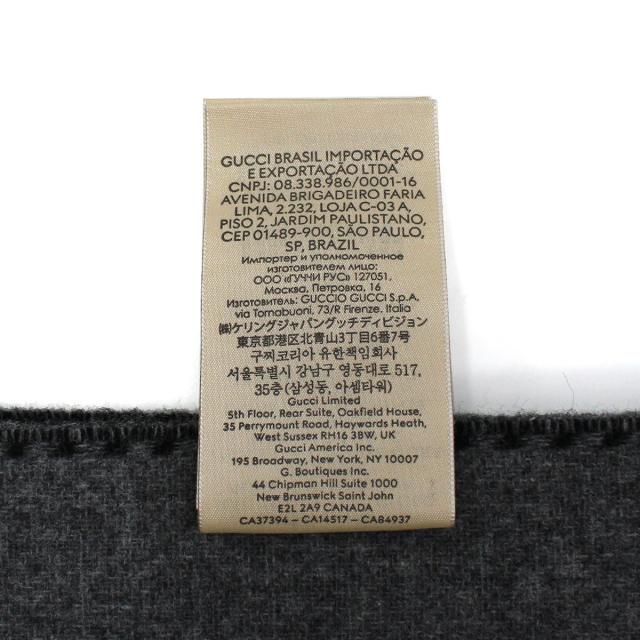 GUCCI BRASIL IMPORTAÇÃO
E EXPORTAÇÃO LTDA
CNPJ: 08.338.986/0001-16
AVENIDA BRIGADEIRO FARIA
LIMA, 2.232, LOJA C-03 A,
PISO 2, JARDIM PAULISTANO,
CEP 01489-900, SÃO PAULO,
SP, BRAZIL
Импортер и уполномоченное
изготовителем лицо:
ООО «ГУЧЧИ РУС» 127051,
Москва, Петровка, 16
Изготовитель: GUCCIO GUCCI S.p.A.
via Tornabuoni, 73/R Firenze, Italia
㈱ケリングジャパングッチディビジョン
東京都港区北青山3丁目6番7号
구찌코리아 유한책임회사
서울특별시 강남구 영동대로 517,
35층 (삼성동, 아셈타워)
Gucci Limited
5th Floor, Rear Suite, Oakfield House,
35 Perrymount Road, Haywards Heath,
West Sussex RH16 3BW, UK
Gucci America Inc.
195 Broadway, New York, NY 10007
G. Boutiques Inc.
44 Chipman Hill Suite 1000
New Brunswick Saint John
E2L 2A9 CANADA
CA37394 - CA14517 - CA84937